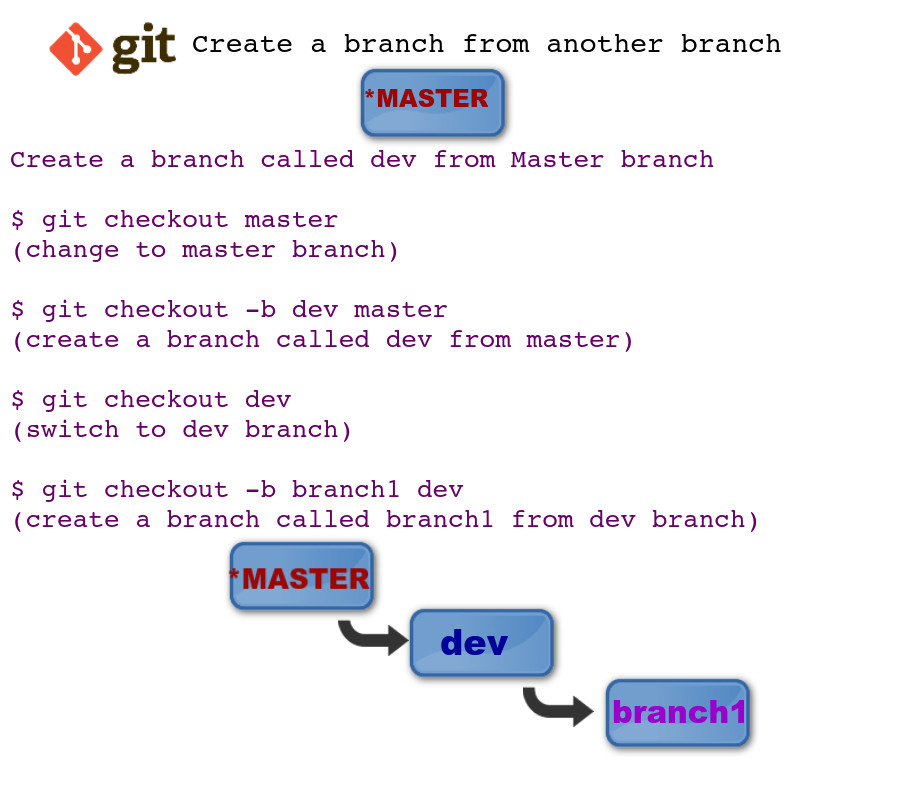 git Create a branch from another branch
*MASTER
Create a branch called dev from Master branch
$ git checkout master
(change to master branch)
$ git checkout -b dev master
(create a branch called dev from master)
$ git checkout dev
(switch to dev branch)
$ git checkout -b branch1 dev
(create a branch called branch1 from dev branch)
*MASTER
dev
branch1